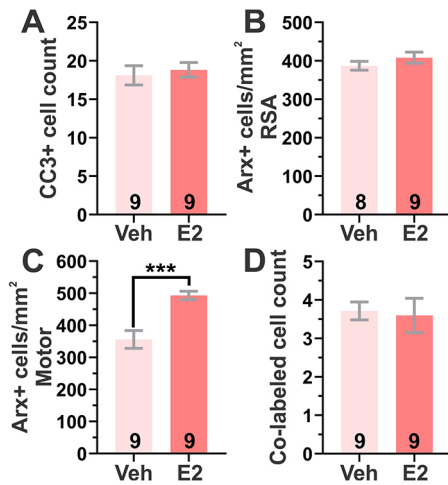 A
CC3+ cell count
25
20
15
10
5
0
9 9
Veh E2
B
Arx+ cells/mm²
RSA
500
400
300
200
100
0
8 9
Veh E2
C
Arx+ cells/mm²
Motor
600
500
400
300
200
100
0
***
9 9
Veh E2
D
Co-labeled cell count
5
4
3
2
1
0
9 9
Veh E2